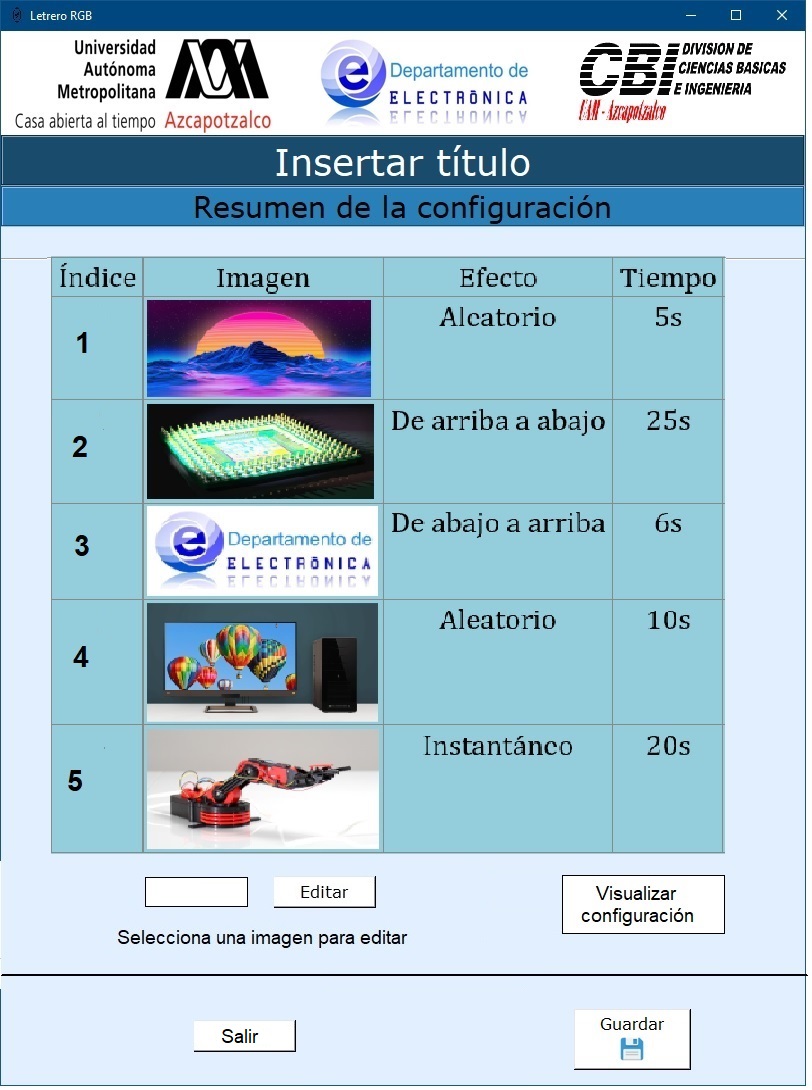 Letrero RGB
Universidad
Autónoma
Metropolitana
Casa abierta al tiempo Azcapotzalco
e Departamento de
ELECTRÓNICA
CBI DIVISION DE
CIENCIAS BASICAS
E INGENIERIA
UAM - Azcapotzalco
Insertar título
Resumen de la configuración
Índice Imagen Efecto Tiempo
1 Aleatorio 5s
2 De arriba a abajo 25s
3 e Departamento de De abajo a arriba 6s
ELECTRÓNICA
4 Aleatorio 10s
5 Instantáneo 20s
Editar
Selecciona una imagen para editar
Visualizar
configuración
Salir
Guardar